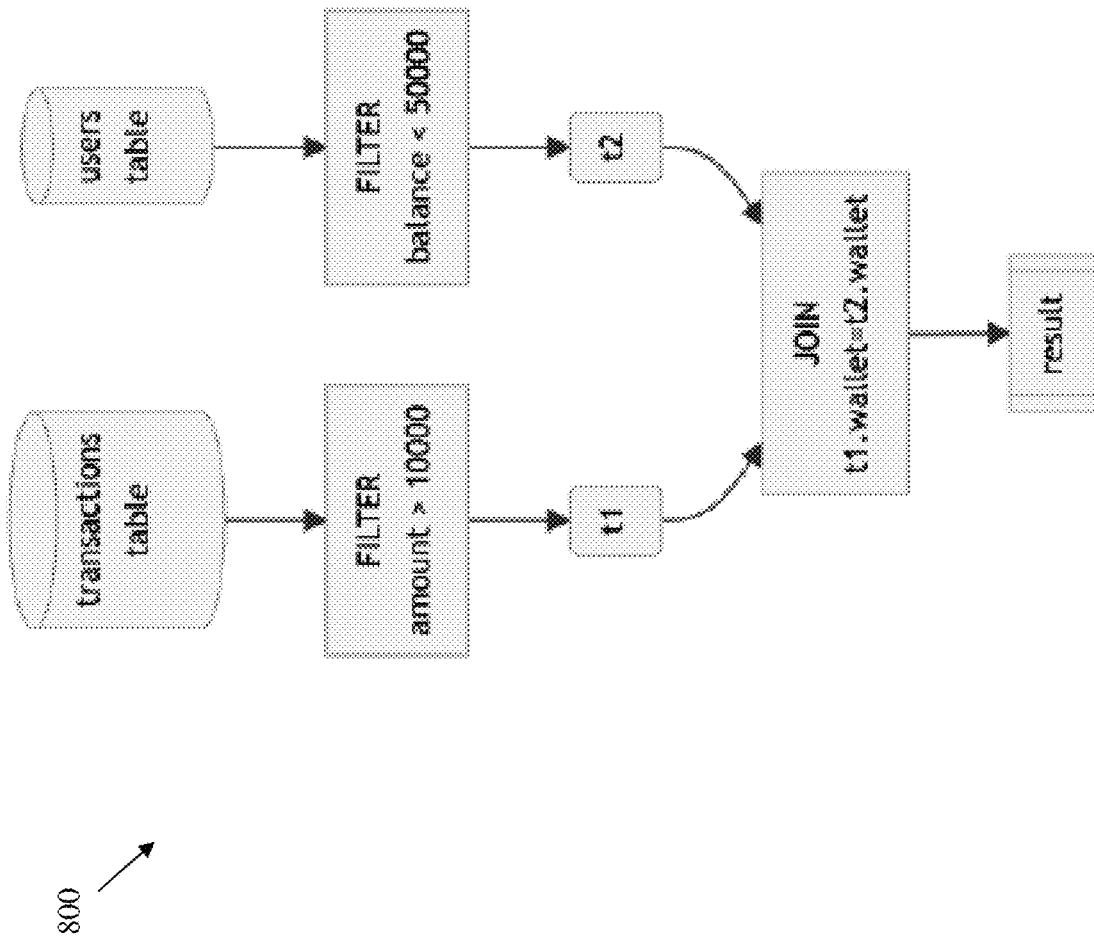 800
transactions
table
users
table
FILTER
amount > 10000
FILTER
balance < 50000
t1
t2
JOIN
t1.wallet=t2.wallet
result